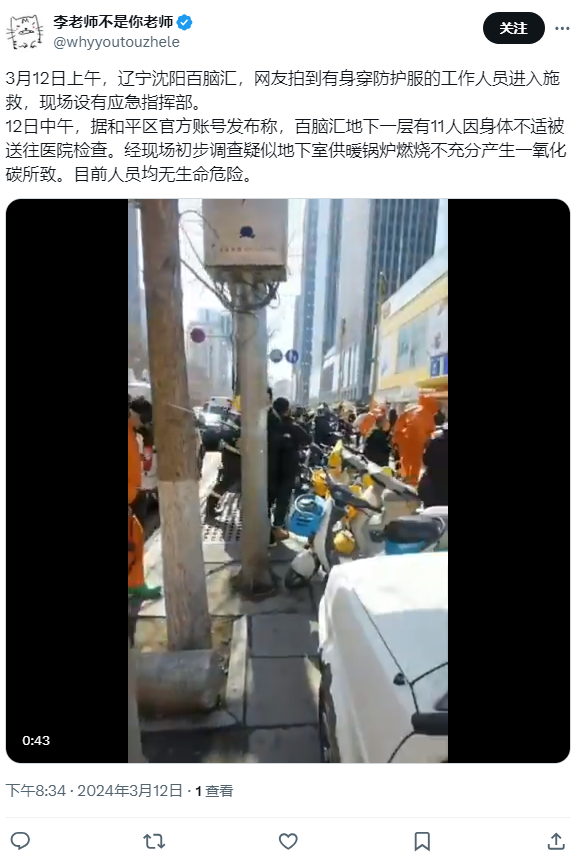 李老师不是你老师
@whyyoutouzhele
关注
3月12日上午，辽宁沈阳百脑汇，网友拍到有身穿防护服的工作人员进入施
救，现场设有应急指挥部。
12日中午，据和平区官方账号发布称，百脑汇地下一层有11人因身体不适被
送往医院检查。经现场初步调查疑似地下室供暖锅炉燃烧不充分产生一氧化
碳所致。目前人员均无生命危险。
0:43
下午8:34 · 2024年3月12日 · 1 查看